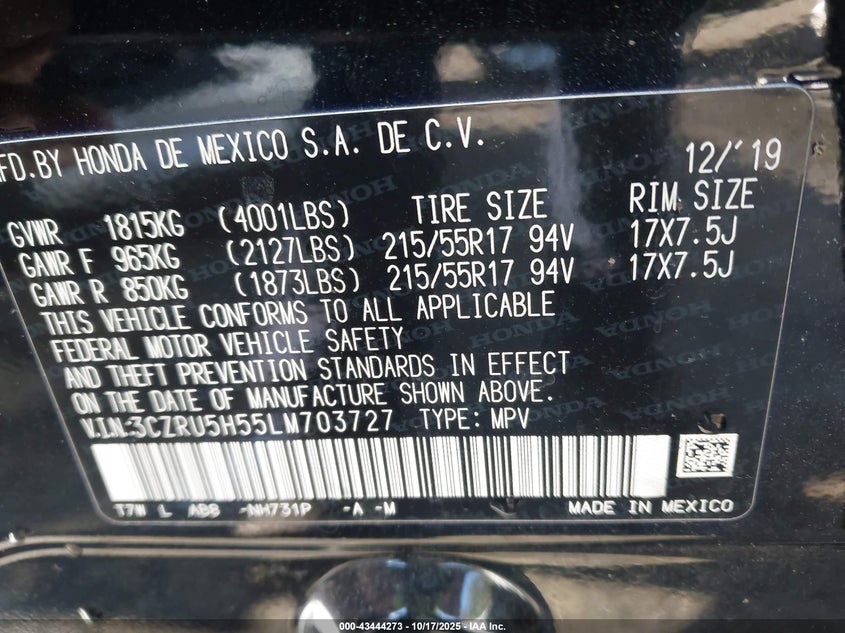 MFD.BY HONDA DE MEXICO S.A. DE C.V. 12/'19
GVWR 1815KG (4001LBS) TIRE SIZE RIM SIZE
GAWR F 965KG (2127LBS) 215/55R17 94V 17X7.5J
GAWR R 850KG (1873LBS) 215/55R17 94V 17X7.5J
THIS VEHICLE CONFORMS TO ALL APPLICABLE
FEDERAL MOTOR VEHICLE SAFETY
AND THEFT PREVENTION STANDARDS IN EFFECT
ON THE DATE OF MANUFACTURE SHOWN ABOVE.
V.I.N:3CZRU5H55LM703727 TYPE: MPV
T7W L ABB -NH731P -A -M MADE IN MEXICO
000-43444273 - 10/17/2025 - IAA Inc.